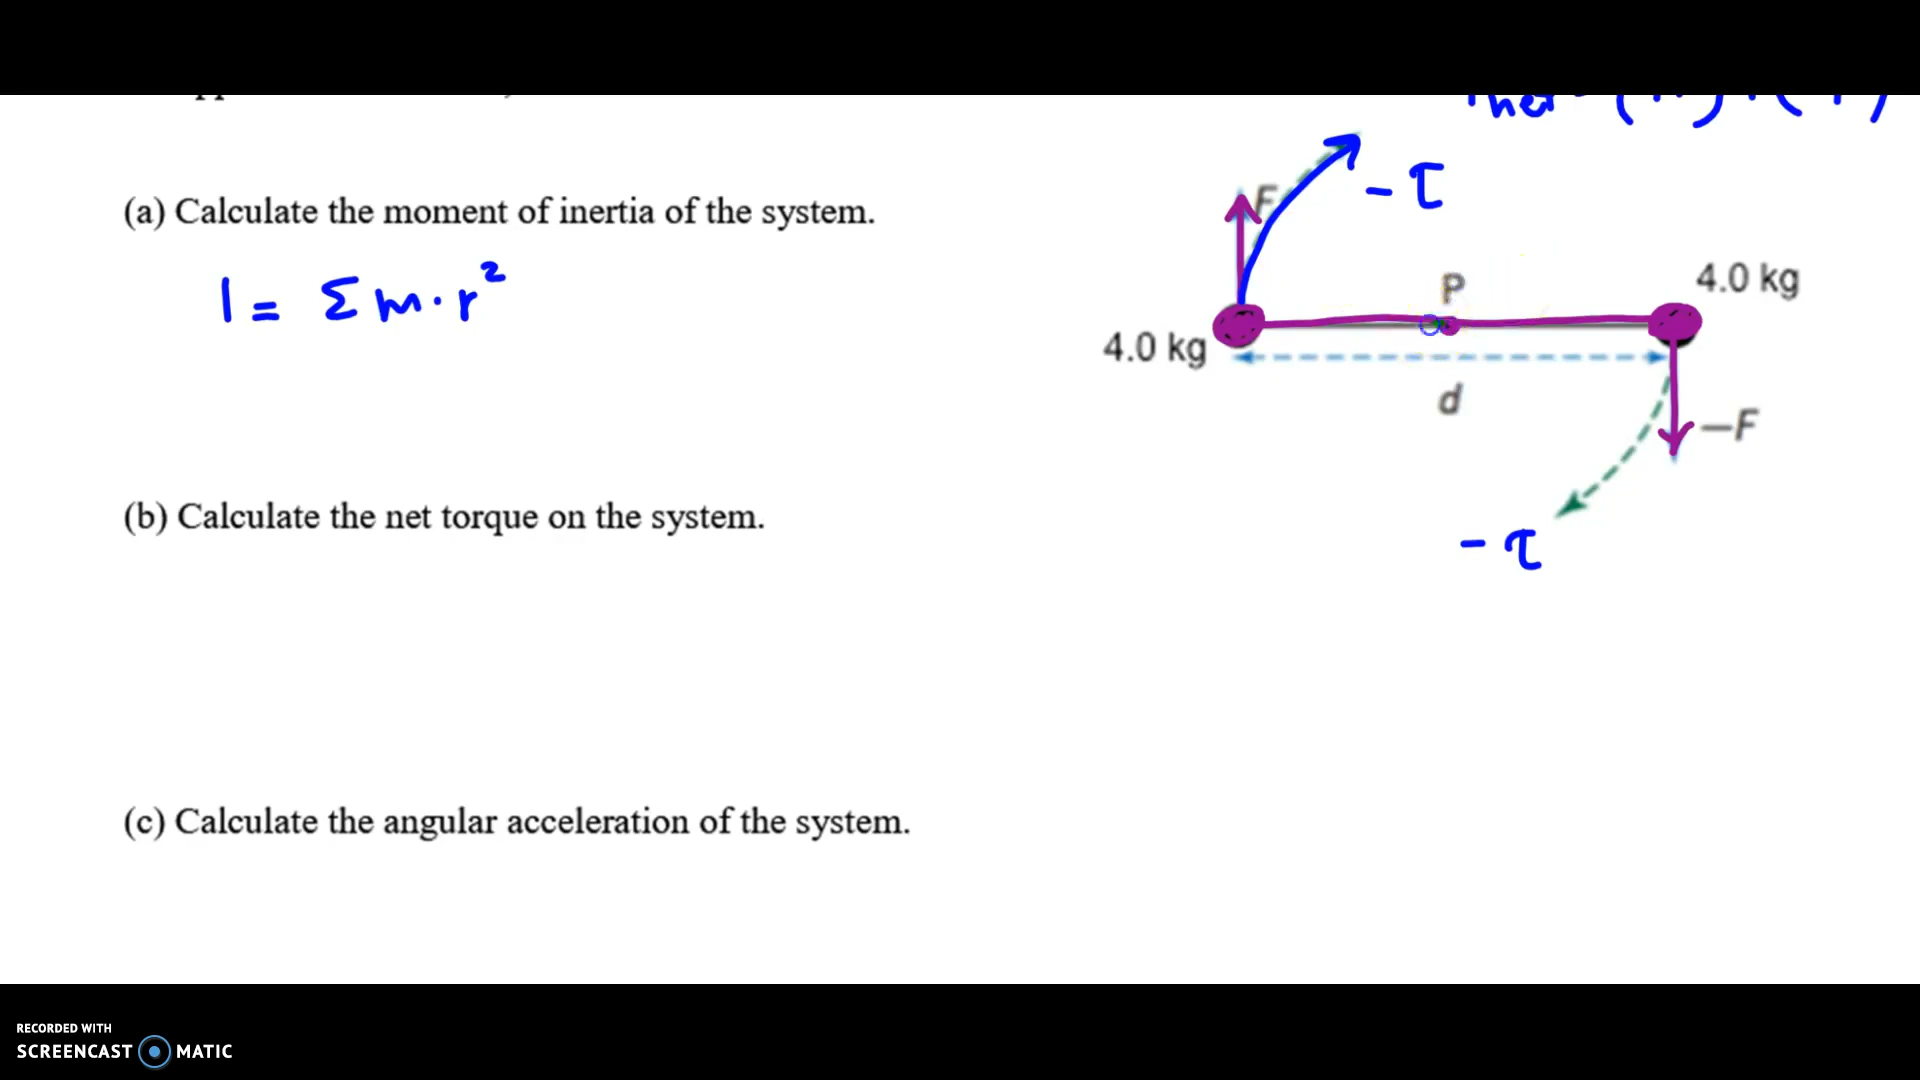 (a) Calculate the moment of inertia of the system.
I = Σ m · r²
(b) Calculate the net torque on the system.
(c) Calculate the angular acceleration of the system.
F
- τ
P
4.0 kg
4.0 kg
d
—F
- τ
RECORDED WITH
SCREENCAST MATIC